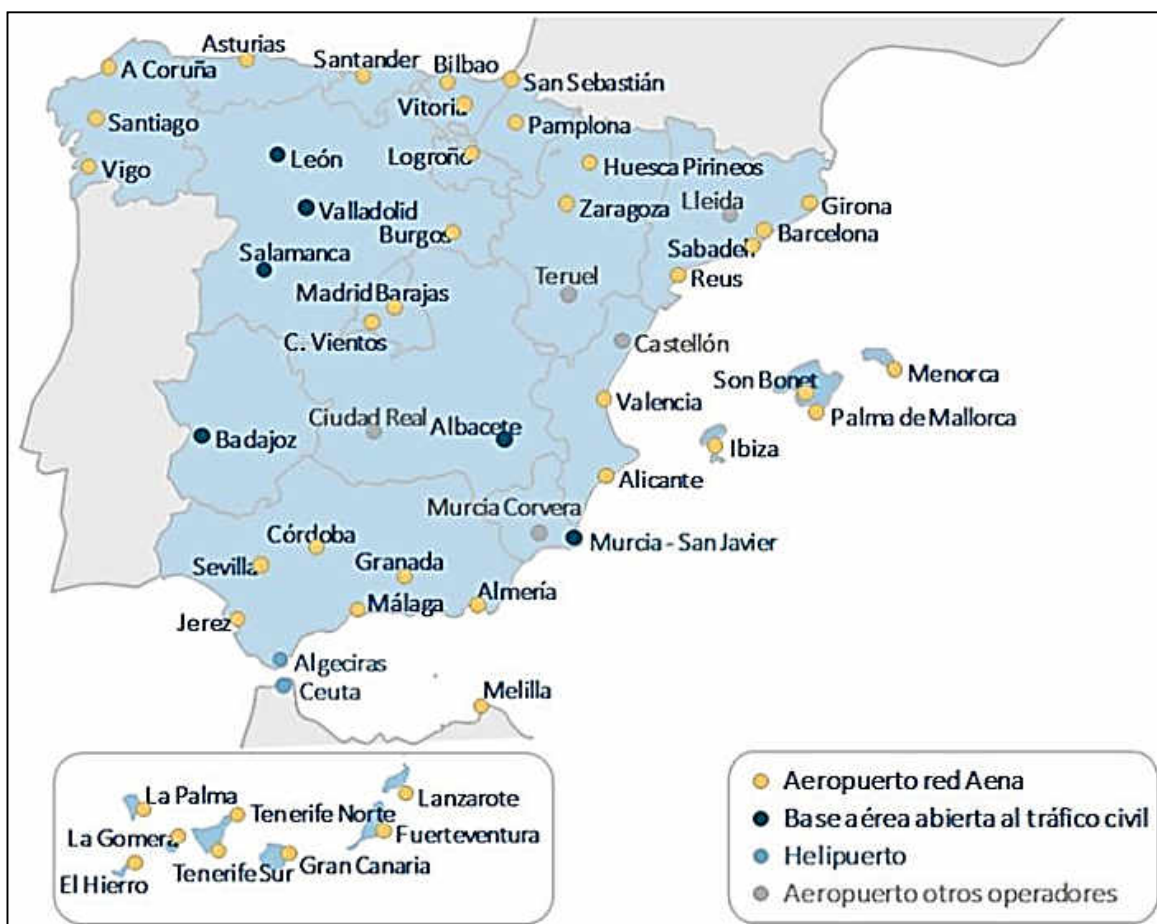 Asturias
A Coruña
Santander
Bilbao
San Sebastián
Vitoria
Santiago
Pamplona
León
Logroño
Vigo
Huesca Pirineos
Lleida
Valladolid
Zaragoza
Girona
Burgos
Barcelona
Sabadell
Salamanca
Teruel
Reus
Madrid Barajas
C. Vientos
Castellón
Son Bonet
Menorca
Valencia
Palma de Mallorca
Ciudad Real
Albacete
Badajoz
Ibiza
Alicante
Murcia Corvera
Murcia - San Javier
Córdoba
Sevilla
Granada
Almería
Málaga
Jerez
Algeciras
Ceuta
Melilla
La Palma
Lanzarote
Tenerife Norte
La Gomera
Fuerteventura
Gran Canaria
Tenerife Sur
El Hierro
Aeropuerto red Aena
Base aérea abierta al tráfico civil
Helipuerto
Aeropuerto otros operadores